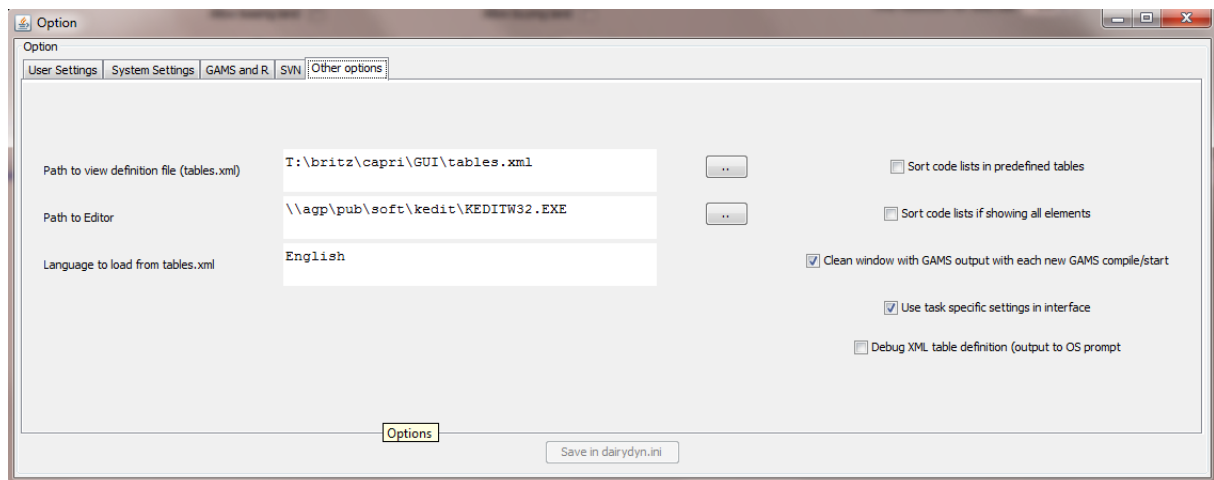 Option
Option
User Settings System Settings GAMS and R SVN Other options
Path to view definition file (tables.xml) T:\britz\capri\GUI\tables.xml .. Sort code lists in predefined tables
Path to Editor \\agp\pub\soft\kedit\KEDITW32.EXE .. Sort code lists if showing all elements
Language to load from tables.xml English Clean window with GAMS output with each new GAMS compile/start
Use task specific settings in interface
Debug XML table definition (output to OS prompt
Options
Save in dairydyn.ini